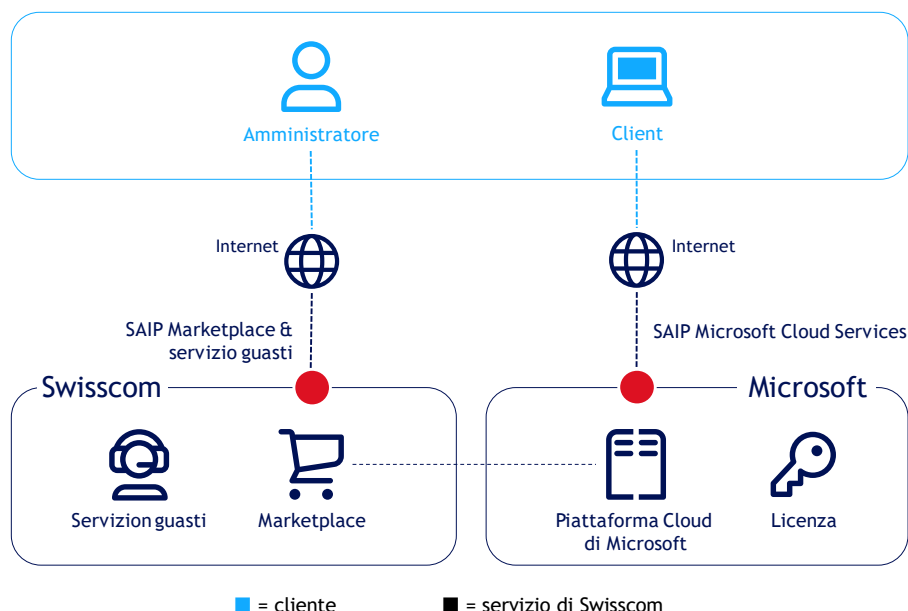 Amministratore
Client
Internet
Internet
SAIP Marketplace &
servizio guasti
SAIP Microsoft Cloud Services
Swisscom
Microsoft
Servizion guasti
Marketplace
Piattaforma Cloud
di Microsoft
Licenza
= cliente
= servizio di Swisscom